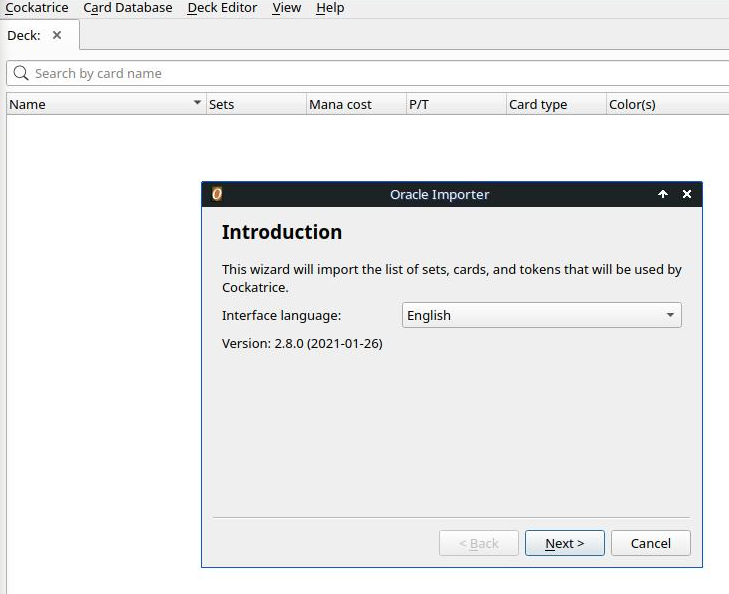 Cockatrice Card Database Deck Editor View Help
Deck:
Search by card name
Name Sets Mana cost P/T Card type Color(s)
Oracle Importer
Introduction
This wizard will import the list of sets, cards, and tokens that will be used by
Cockatrice.
Interface language: English
Version: 2.8.0 (2021-01-26)
< Back Next > Cancel